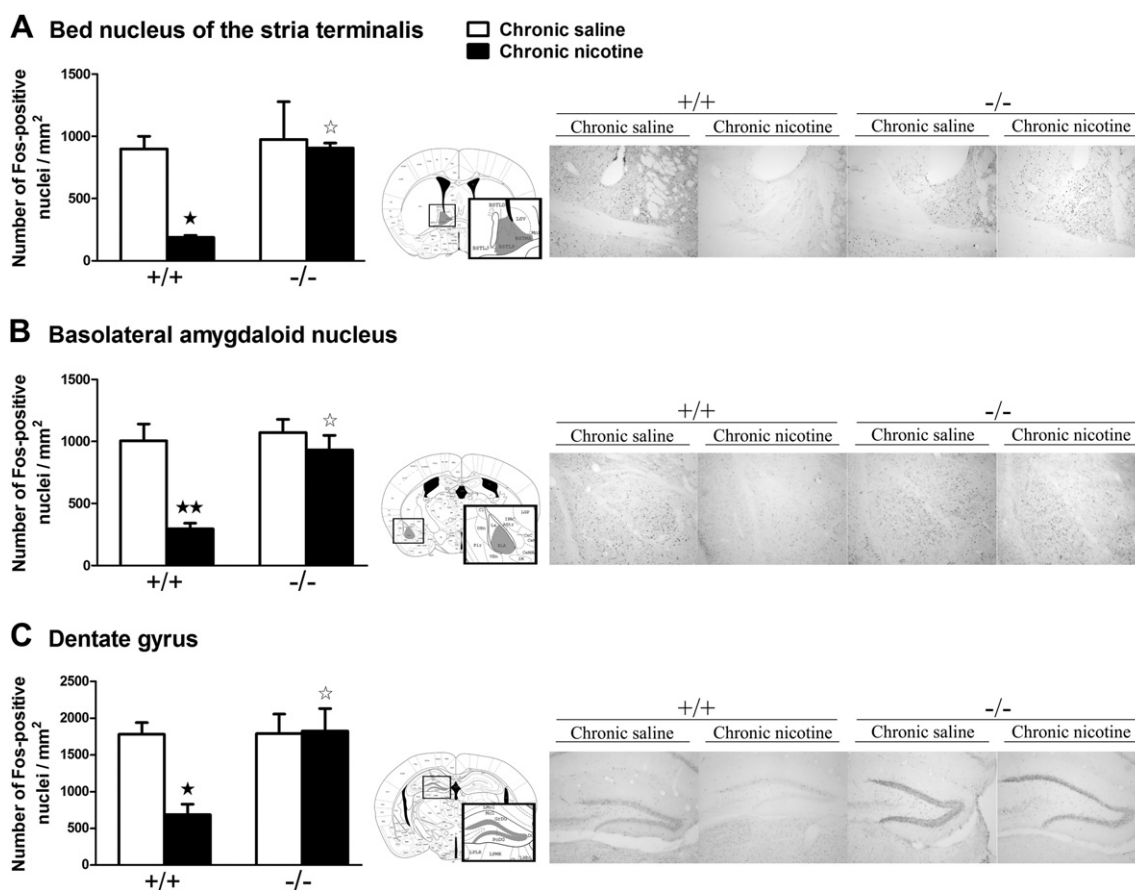 A Bed nucleus of the stria terminalis
Chronic saline
Chronic nicotine
Number of Fos-positive
nuclei / mm2
1500
1000
500
0
+/+
-/-
+/+
-/-
Chronic saline
Chronic nicotine
Chronic saline
Chronic nicotine
B Basolateral amygdaloid nucleus
Number of Fos-positive
nuclei / mm2
1500
1000
500
0
+/+
-/-
+/+
-/-
Chronic saline
Chronic nicotine
Chronic saline
Chronic nicotine
C Dentate gyrus
Number of Fos-positive
nuclei / mm2
2500
2000
1500
1000
500
0
+/+
-/-
+/+
-/-
Chronic saline
Chronic nicotine
Chronic saline
Chronic nicotine